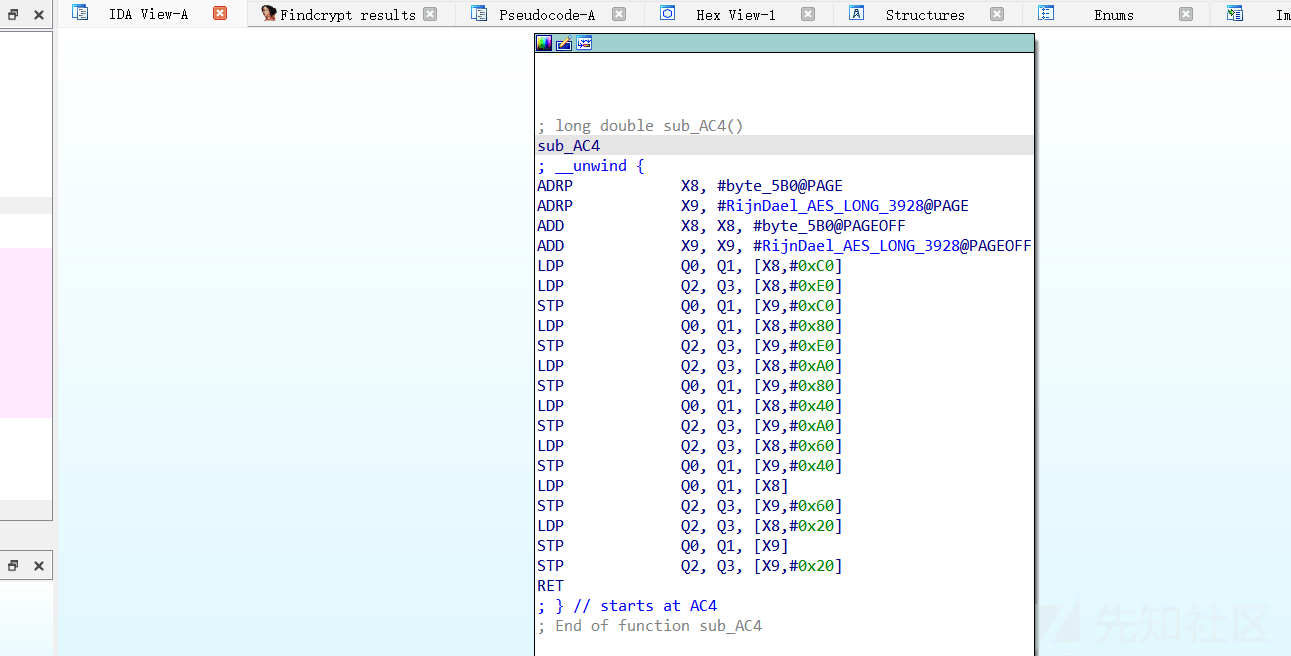 IDA View-A Findcrypt results Pseudocode-A Hex View-1 Structures Enums Im
; long double sub_AC4()
sub_AC4
; __unwind {
ADRP X8, #byte_5B0@PAGE
ADRP X9, #RijnDael_AES_LONG_3928@PAGE
ADD X8, X8, #byte_5B0@PAGEOFF
ADD X9, X9, #RijnDael_AES_LONG_3928@PAGEOFF
LDP Q0, Q1, [X8,#0xC0]
LDP Q2, Q3, [X8,#0xE0]
STP Q0, Q1, [X9,#0xC0]
LDP Q0, Q1, [X8,#0x80]
STP Q2, Q3, [X9,#0xE0]
LDP Q2, Q3, [X8,#0xA0]
STP Q0, Q1, [X9,#0x80]
LDP Q0, Q1, [X8,#0x40]
STP Q2, Q3, [X9,#0xA0]
LDP Q2, Q3, [X8,#0x60]
STP Q0, Q1, [X9,#0x40]
LDP Q0, Q1, [X8]
STP Q2, Q3, [X9,#0x60]
LDP Q2, Q3, [X8,#0x20]
STP Q0, Q1, [X9]
STP Q2, Q3, [X9,#0x20]
RET
; } // starts at AC4
; End of function sub_AC4
先知社区